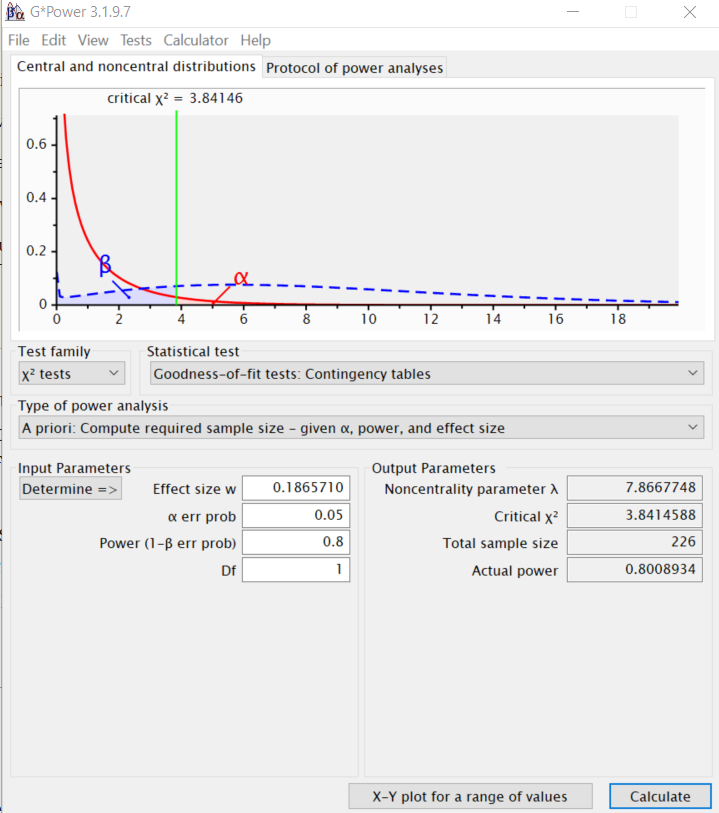 G*Power 3.1.9.7
File Edit View Tests Calculator Help
Central and noncentral distributions Protocol of power analyses
critical χ² = 3.84146
0.6
0.4
0.2
0
β
α
0 2 4 6 8 10 12 14 16 18
Test family Statistical test
χ² tests Goodness-of-fit tests: Contingency tables
Type of power analysis
A priori: Compute required sample size – given α, power, and effect size
Input Parameters Output Parameters
Determine => Effect size w 0.1865710 Noncentrality parameter λ 7.8667748
α err prob 0.05 Critical χ² 3.8414588
Power (1-β err prob) 0.8 Total sample size 226
Df 1 Actual power 0.8008934
X-Y plot for a range of values Calculate